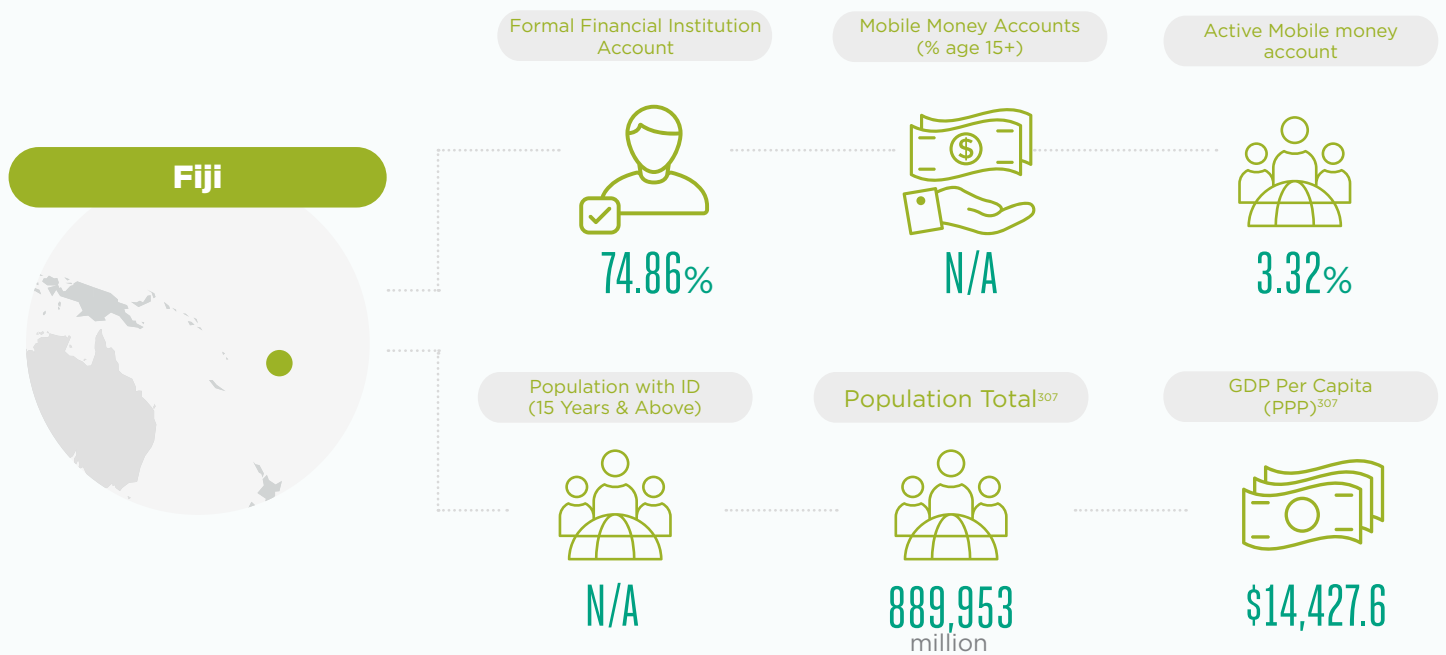 Fiji
Formal Financial Institution
Account
74.86%
Mobile Money Accounts
(% age 15+)
$
N/A
Active Mobile money
account
3.32%
Population with ID
(15 Years & Above)
N/A
Population Total307
889,953
million
GDP Per Capita
(PPP)307
$14,427.6